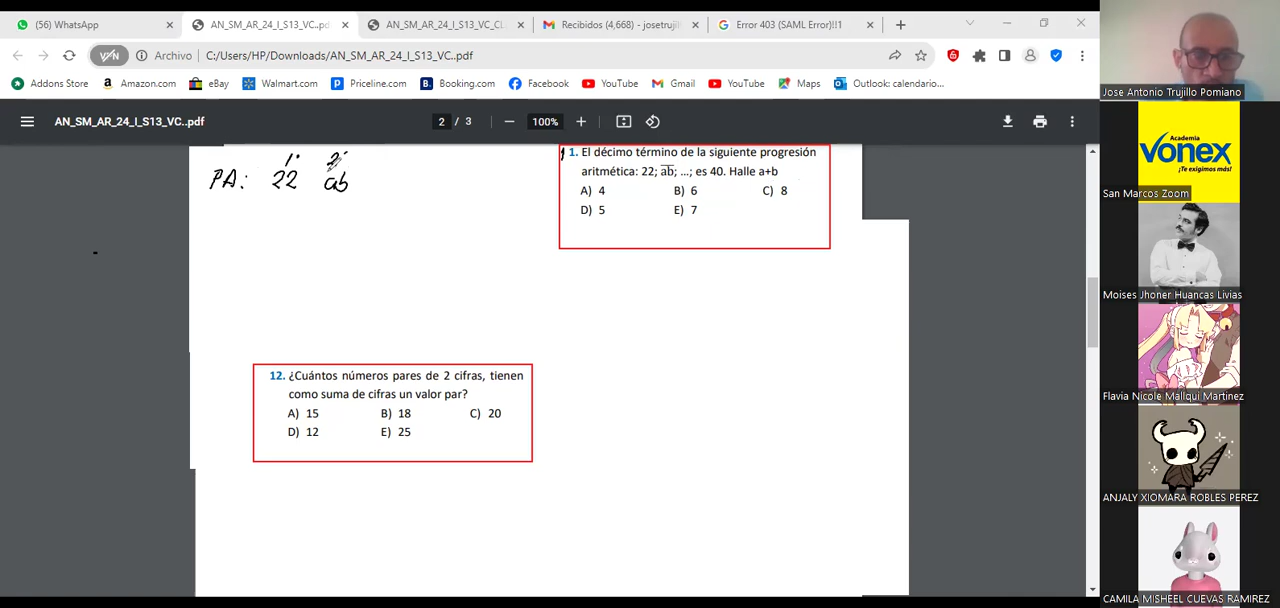 (56) WhatsApp
AN_SM_AR_24_I_S13_VC..pd
AN_SM_AR_24_I_S13_VC_CL
Recibidos (4,668) - josetrujill
Error 403 (SAML Error)!!1
Archivo C:/Users/HP/Downloads/AN_SM_AR_24_I_S13_VC..pdf
Addons Store Amazon.com eBay Walmart.com Priceline.com Booking.com Facebook YouTube Gmail YouTube Maps Outlook: calendario...
AN_SM_AR_24_I_S13_VC..pdf 2 / 3 100%
1° 2°
PA: 22 ab
1. El décimo término de la siguiente progresión
aritmética: 22; a͞b; ...; es 40. Halle a+b
A) 4 B) 6 C) 8
D) 5 E) 7
12. ¿Cuántos números pares de 2 cifras, tienen
como suma de cifras un valor par?
A) 15 B) 18 C) 20
D) 12 E) 25
Jose Antonio Trujillo Pomiano
Academia
VONEX
¡Te exigimos más!
San Marcos Zoom
Moises Jhoner Huancas Livias
Flavia Nicole Mallqui Martinez
ANJALY XIOMARA ROBLES PEREZ
CAMILA MISHEEL CUEVAS RAMIREZ